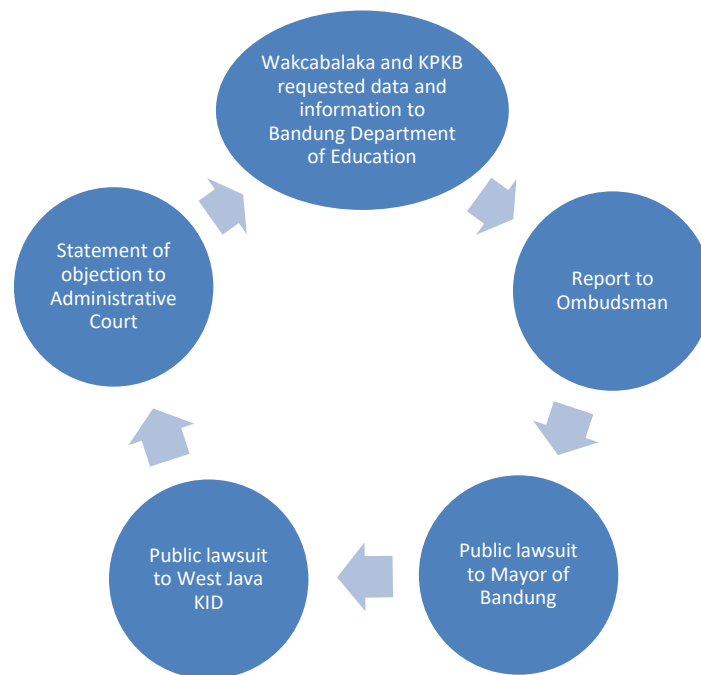 Wakcabalaka and KPKB
requested data and
information to
Bandung Department
of Education
Report to
Ombudsman
Public lawsuit
to Mayor of
Bandung
Public lawsuit
to West Java
KID
Statement of
objection to
Administrative
Court